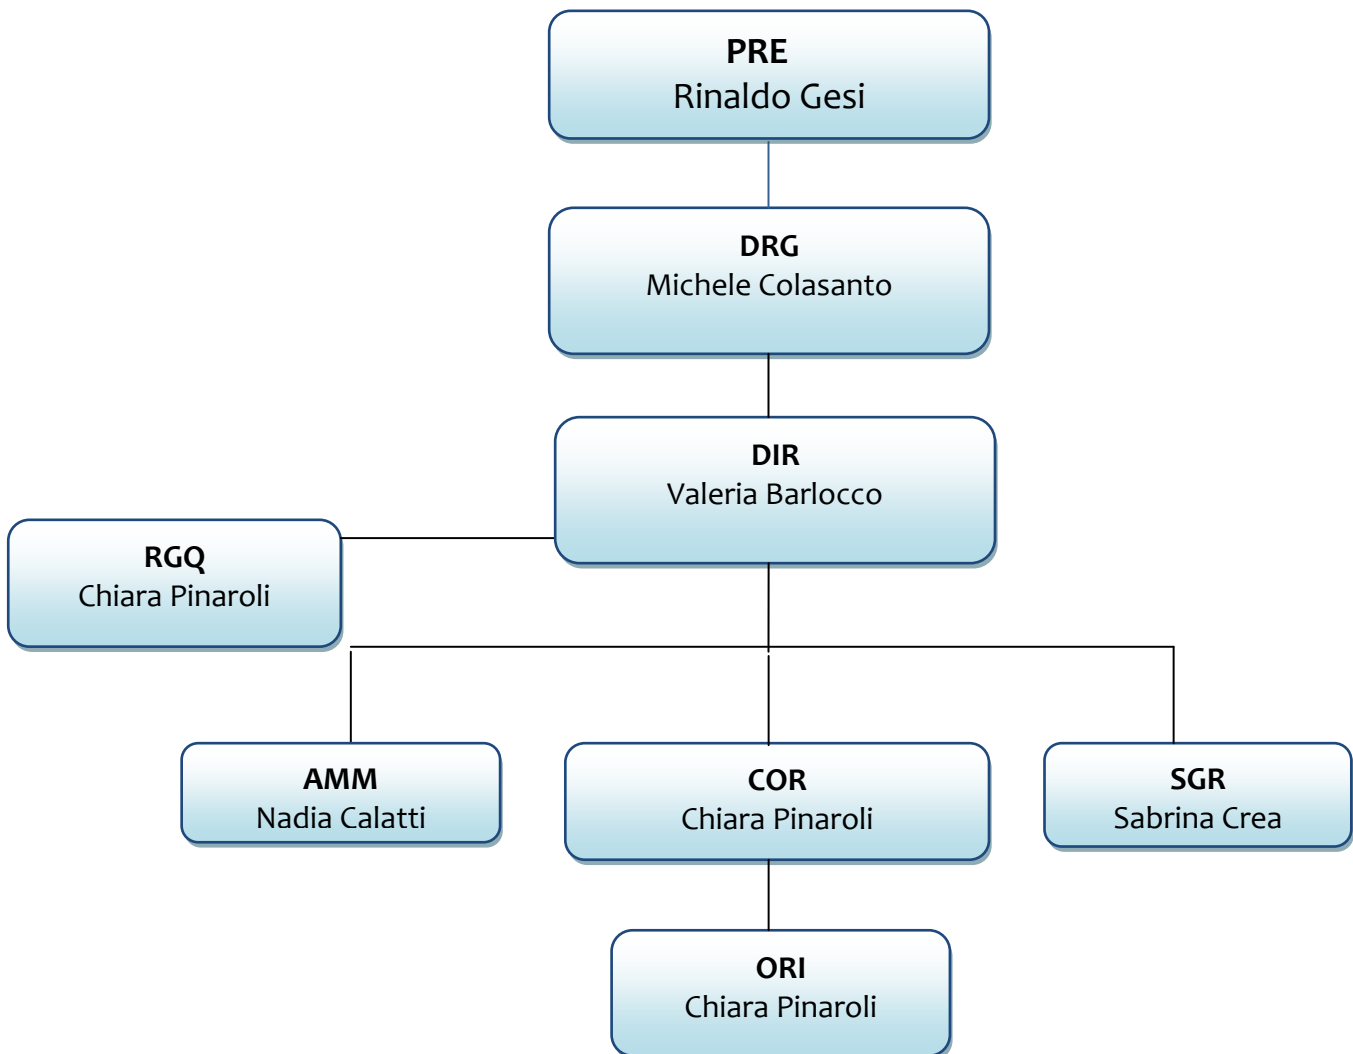 PRE
Rinaldo Gesi
DRG
Michele Colasanto
DIR
Valeria Barlocco
RGQ
Chiara Pinaroli
AMM
Nadia Calatti
COR
Chiara Pinaroli
SGR
Sabrina Crea
ORI
Chiara Pinaroli